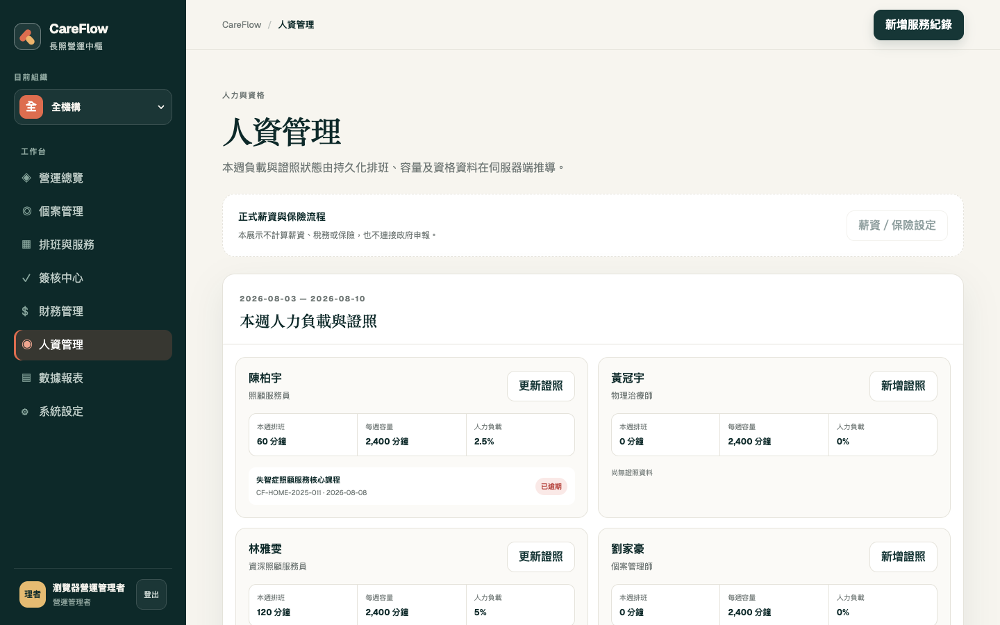 CareFlow
長照營運中樞
目前組織
全
全機構
工作台
營運總覽
個案管理
排班與服務
簽核中心
$ 財務管理
人資管理
數據報表
系統設定
理者
瀏覽器營運管理者
營運管理者
登出
CareFlow / 人資管理
新增服務紀錄
人力與資格
人資管理
本週負載與證照狀態由持久化排班、容量及資格資料在伺服器端推導。
正式薪資與保險流程
本展示不計算薪資、稅務或保險，也不連接政府申報。
薪資 / 保險設定
2026-08-03 — 2026-08-10
本週人力負載與證照
陳柏宇
照顧服務員
更新證照
本週排班
60 分鐘
每週容量
2,400 分鐘
人力負載
2.5%
失智症照顧服務核心課程
CF-HOME-2025-011 · 2026-08-08
已逾期
黃冠宇
物理治療師
新增證照
本週排班
0 分鐘
每週容量
2,400 分鐘
人力負載
0%
尚無證照資料
林雅雯
資深照顧服務員
更新證照
本週排班
120 分鐘
每週容量
2,400 分鐘
人力負載
5%
劉家豪
個案管理師
新增證照
本週排班
0 分鐘
每週容量
2,400 分鐘
人力負載
0%